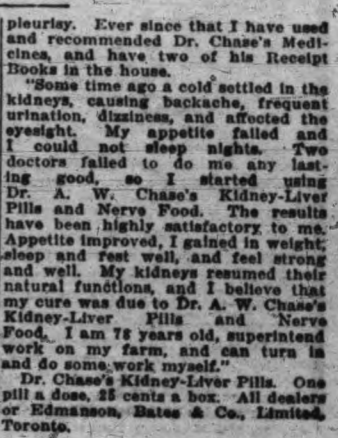 pleurisy. Ever since that I have used
and recommended Dr. Chase's Medi-
cines, and have two of his Receipt
Books in the house.
"Some time ago a cold settled in the
kidneys, causing backache, frequent
urination, dizziness, and affected the
eyesight. My appetite failed and
I could not sleep nights. Two
doctors failed to do me any last-
ing good, so I started using
Dr. A. W. Chase's Kidney-Liver
Pills and Nerve Food. The results
have been highly satisfactory to me.
Appetite improved, I gained in weight,
sleep and rest well, and feel strong
and well. My kidneys resumed their
natural functions, and I believe that
my cure was due to Dr. A. W. Chase's
Kidney-Liver Pills and Nerve
Food. I am 78 years old, superintend
work on my farm, and can turn in
and do some work myself."
Dr. Chase's Kidney-Liver Pills. One
pill a dose, 25 cents a box. All dealers
or Edmanson, Bates & Co., Limited,
Toronto.